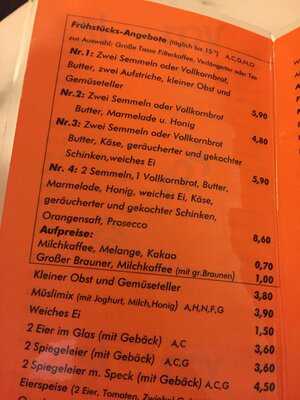 Frühstücks-Angebote (täglich bis 15°°) A,C,G,H,O
zur Auswahl: Große Tasse Filterkaffee, Verlängerter oder Tee
Nr.1: Zwei Semmeln oder Vollkornbrot,
Butter, zwei Aufstriche, kleiner Obst und
Gemüseteller 5,90
Nr.2: Zwei Semmeln oder Vollkornbrot
Butter, Marmelade u. Honig 4,80
Nr.3: Zwei Semmeln oder Vollkornbrot
Butter, Käse, geräucherter und gekochter
Schinken,weiches Ei 5,90
Nr. 4: 2 Semmeln,1 Vollkornbrot, Butter,
Marmelade, Honig, weiches Ei, Käse,
geräucherter und gekochter Schinken,
Orangensaft, Prosecco 8,60
Aufpreise:
Milchkaffee, Melange, Kakao 0,70
Großer Brauner, Milchkaffee (mit gr.Braunen) 1,00
Kleiner Obst und Gemüseteller 3,80
Müslimix (mit Joghurt, Milch,Honig) A,H,N,F,G 3,90
Weiches Ei 1,50
2 Eier im Glas (mit Gebäck) A,C 3,60
2 Spiegeleier (mit Gebäck) A,C,G 3,60
2 Spiegeleier m. Speck (mit Gebäck) A,C,G 4,50
Eierspeise (2 Eier, Tomaten,